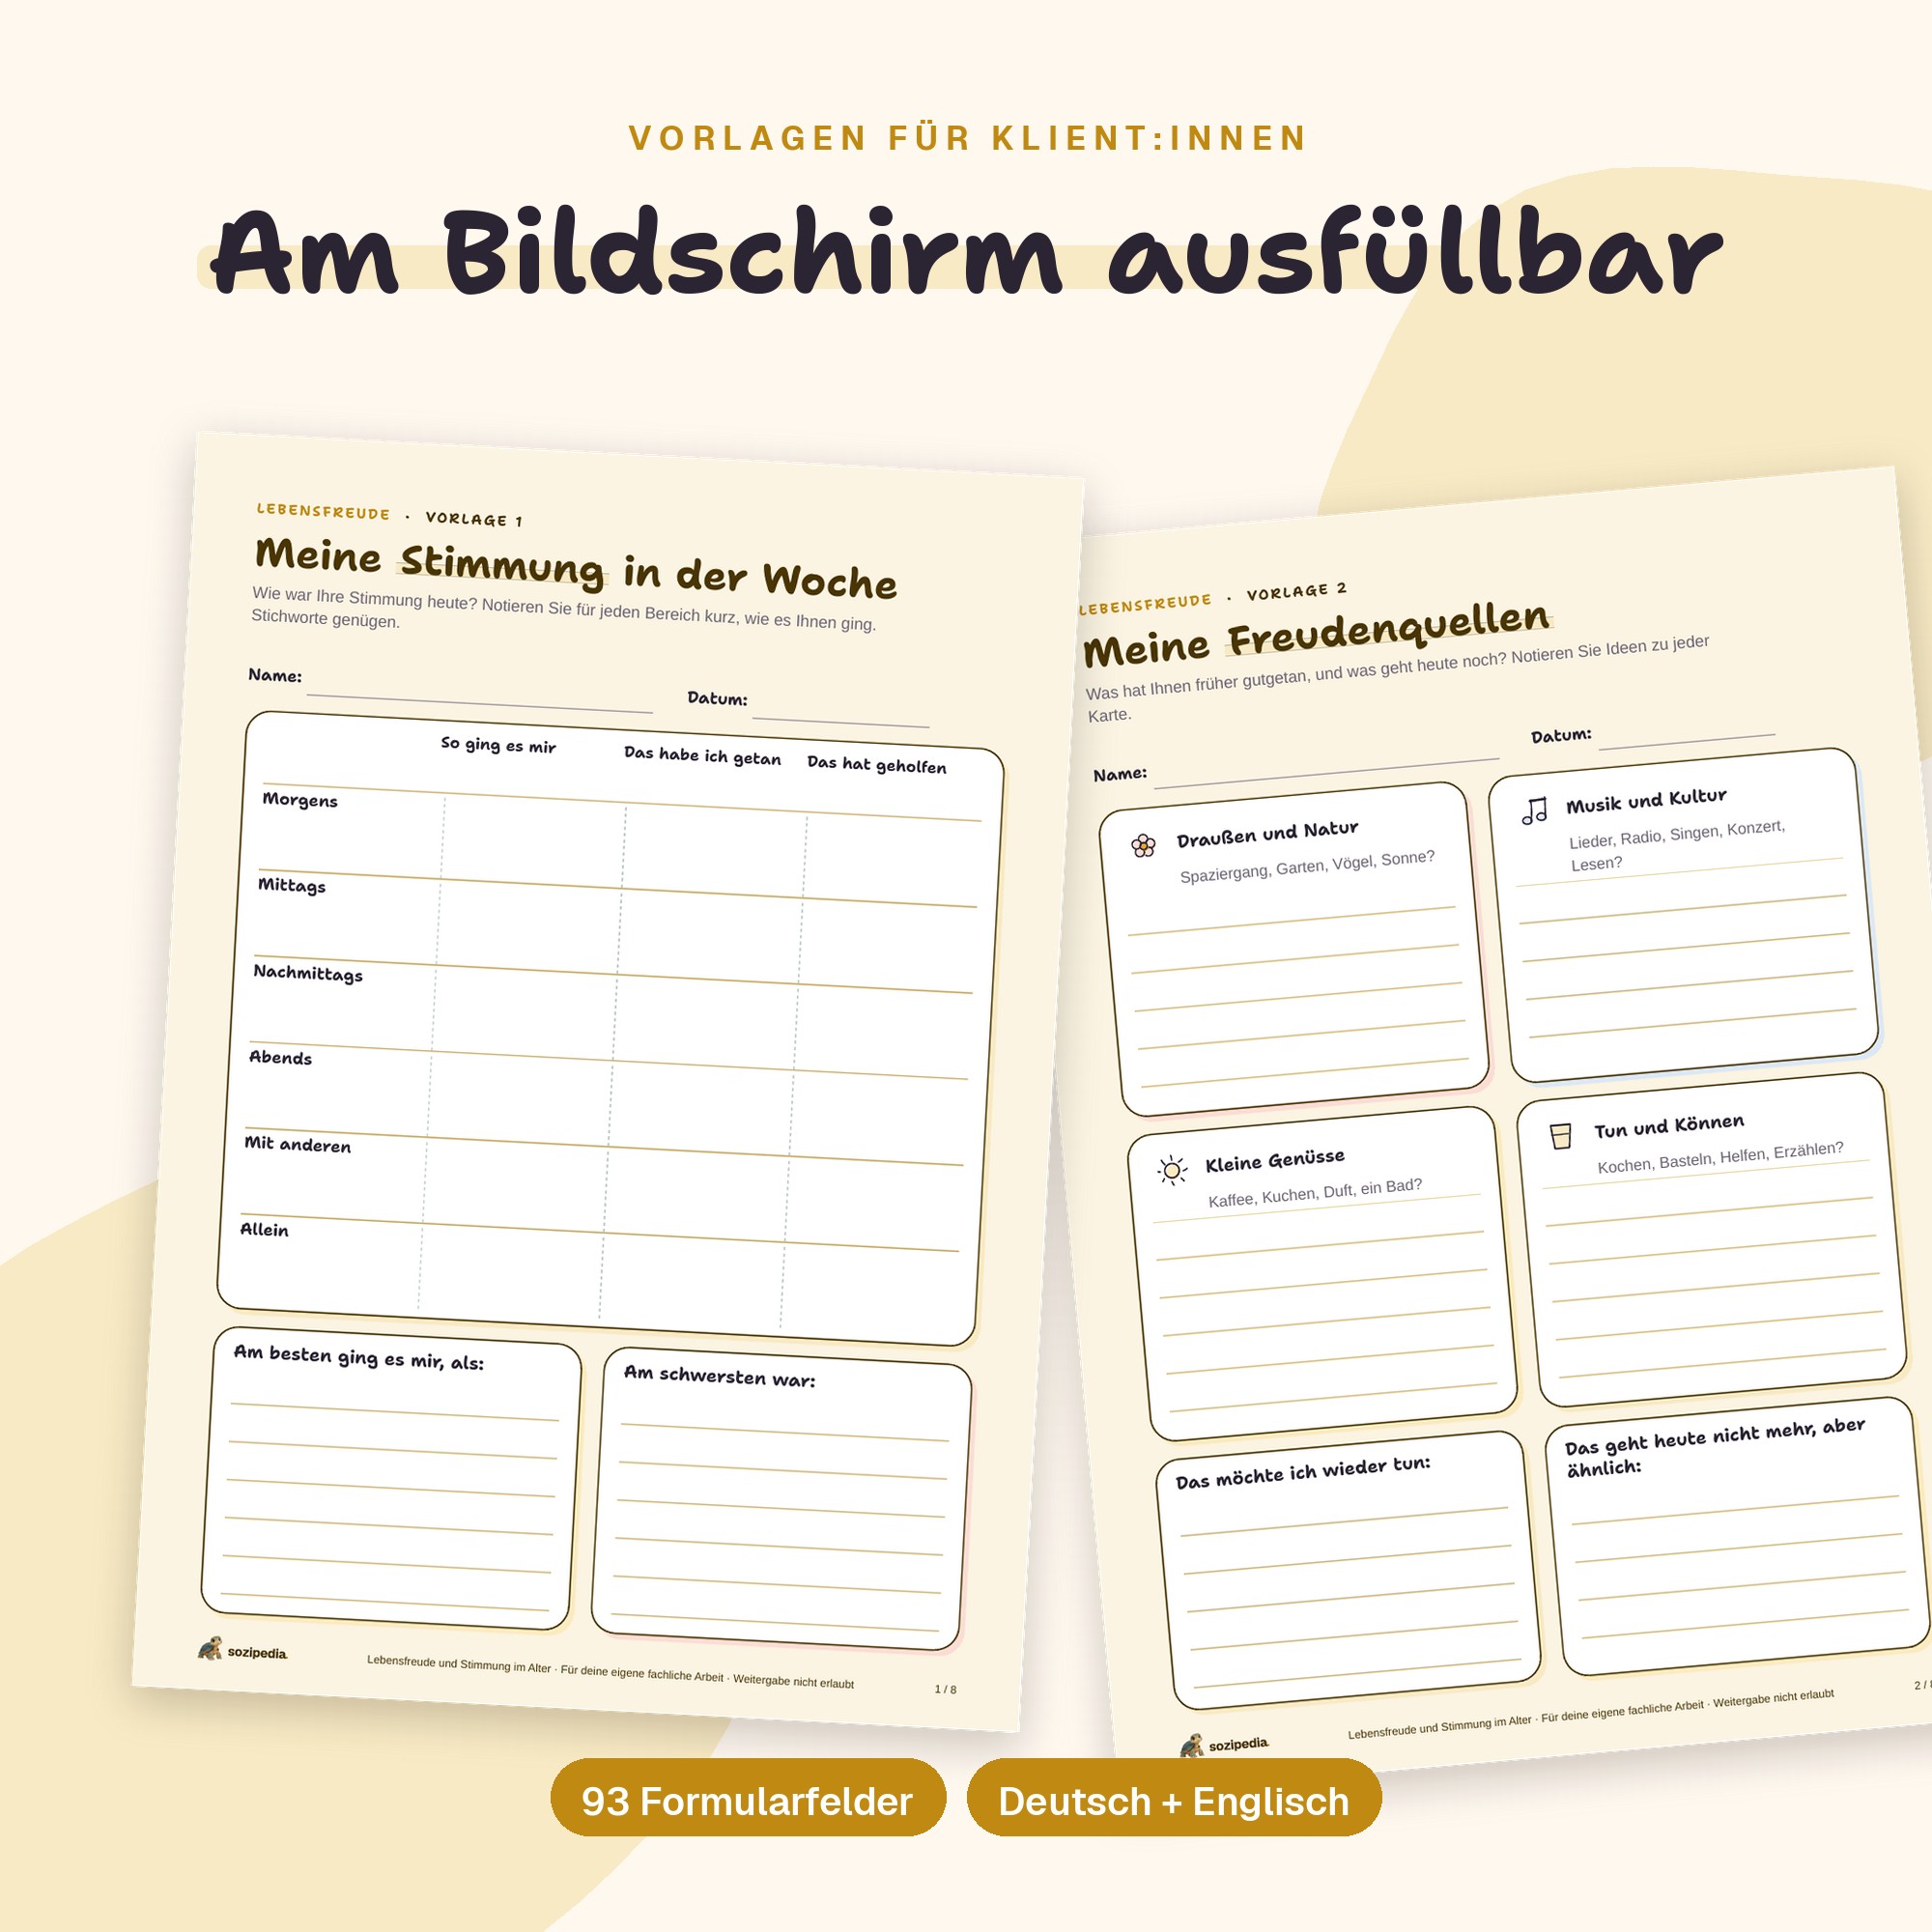 VORLAGEN FÜR KLIENT:INNEN
Am Bildschirm ausfüllbar
LEBENSFREUDE · VORLAGE 1
Meine Stimmung in der Woche
Wie war Ihre Stimmung heute? Notieren Sie für jeden Bereich kurz, wie es Ihnen ging.
Stichworte genügen.
Name:
Datum:
So ging es mir
Das habe ich getan
Das hat geholfen
Morgens
Mittags
Nachmittags
Abends
Mit anderen
Allein
Am besten ging es mir, als:
Am schwersten war:
sozipedia.
Lebensfreude und Stimmung im Alter · Für deine eigene fachliche Arbeit · Weitergabe nicht erlaubt
1 / 8
LEBENSFREUDE · VORLAGE 2
Meine Freudenquellen
Was hat Ihnen früher gutgetan, und was geht heute noch? Notieren Sie Ideen zu jeder
Karte.
Name:
Datum:
Draußen und Natur
Spaziergang, Garten, Vögel, Sonne?
Musik und Kultur
Lieder, Radio, Singen, Konzert,
Lesen?
Kleine Genüsse
Kaffee, Kuchen, Duft, ein Bad?
Tun und Können
Kochen, Basteln, Helfen, Erzählen?
Das möchte ich wieder tun:
Das geht heute nicht mehr, aber
ähnlich:
sozipedia.
Lebensfreude und Stimmung im Alter · Für deine eigene fachliche Arbeit · Weitergabe nicht erlaubt
2 / 8
93 Formularfelder
Deutsch + Englisch